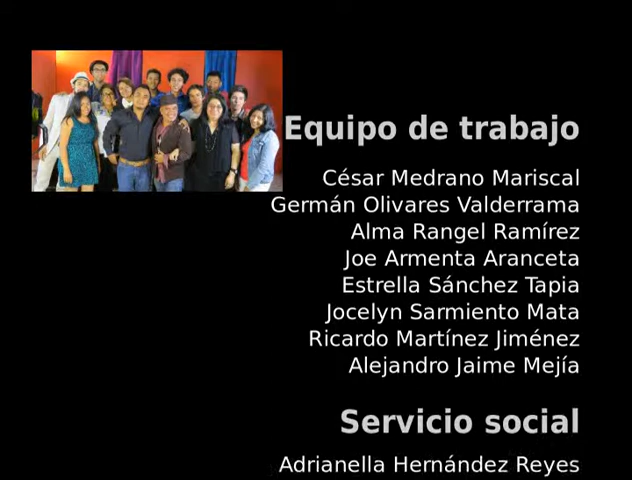 Equipo de trabajo
César Medrano Mariscal
Germán Olivares Valderrama
Alma Rangel Ramírez
Joe Armenta Aranceta
Estrella Sánchez Tapia
Jocelyn Sarmiento Mata
Ricardo Martínez Jiménez
Alejandro Jaime Mejía
Servicio social
Adrianella Hernández Reyes